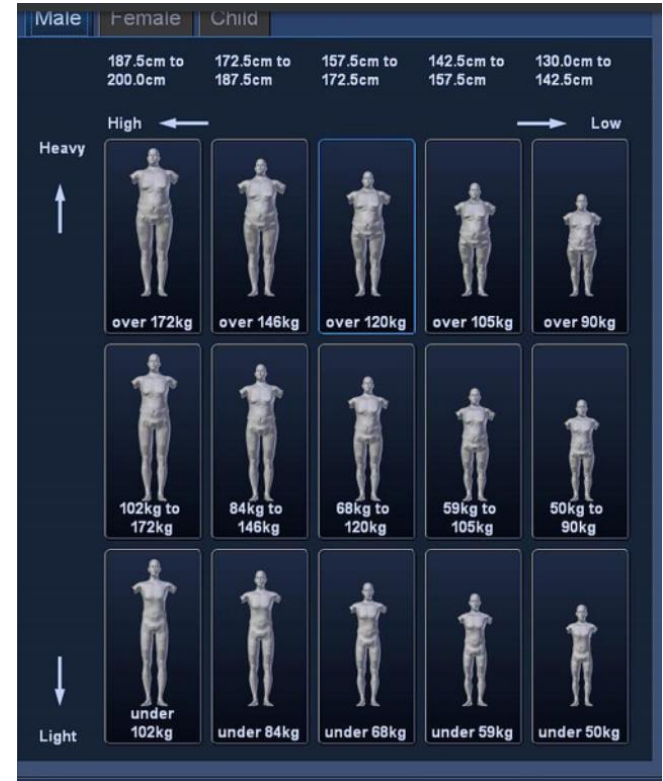 Male Female Child
187.5cm to 172.5cm to 157.5cm to 142.5cm to 130.0cm to
200.0cm 187.5cm 172.5cm 157.5cm 142.5cm
High Low
Heavy
over 172kg over 146kg over 120kg over 105kg over 90kg
102kg to 84kg to 68kg to 59kg to 50kg to
172kg 146kg 120kg 105kg 90kg
under
102kg under 84kg under 68kg under 59kg under 50kg
Light